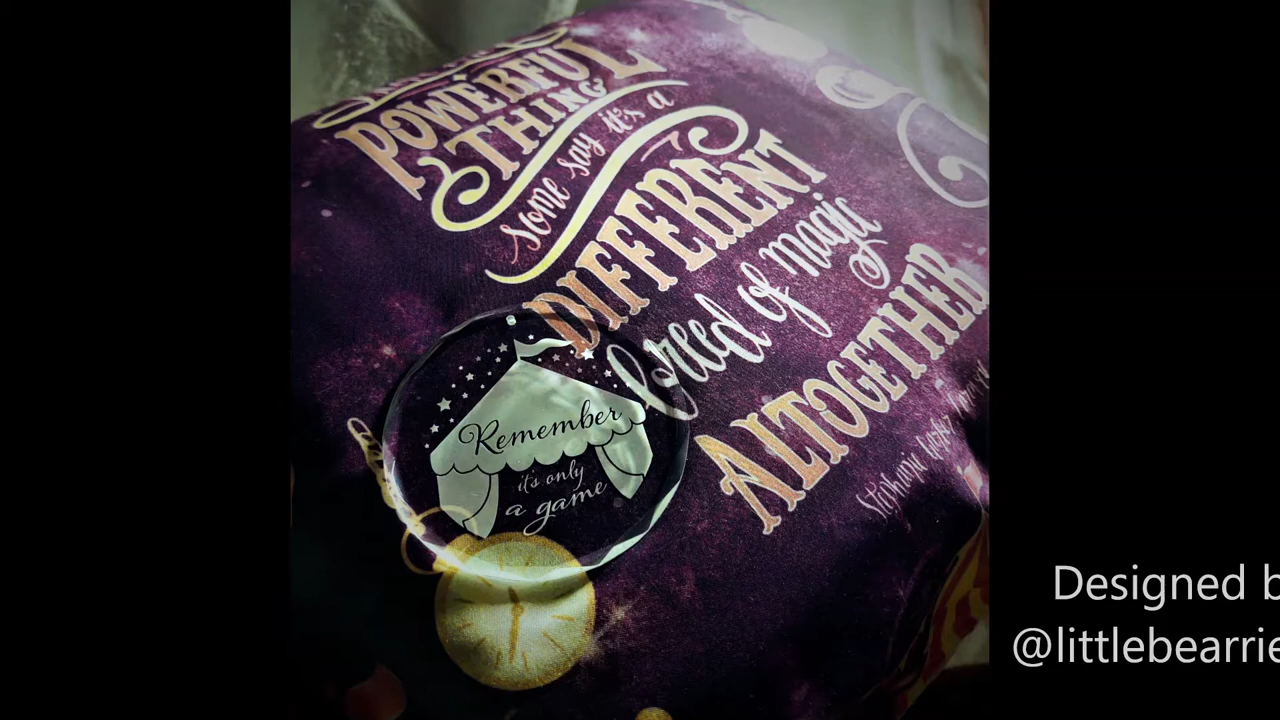 POWERFUL
THING
some say it's a
DIFFERENT
breed of magic
ALTOGETHER
Remember
it's only
a game
Designed b
@littlebearrie